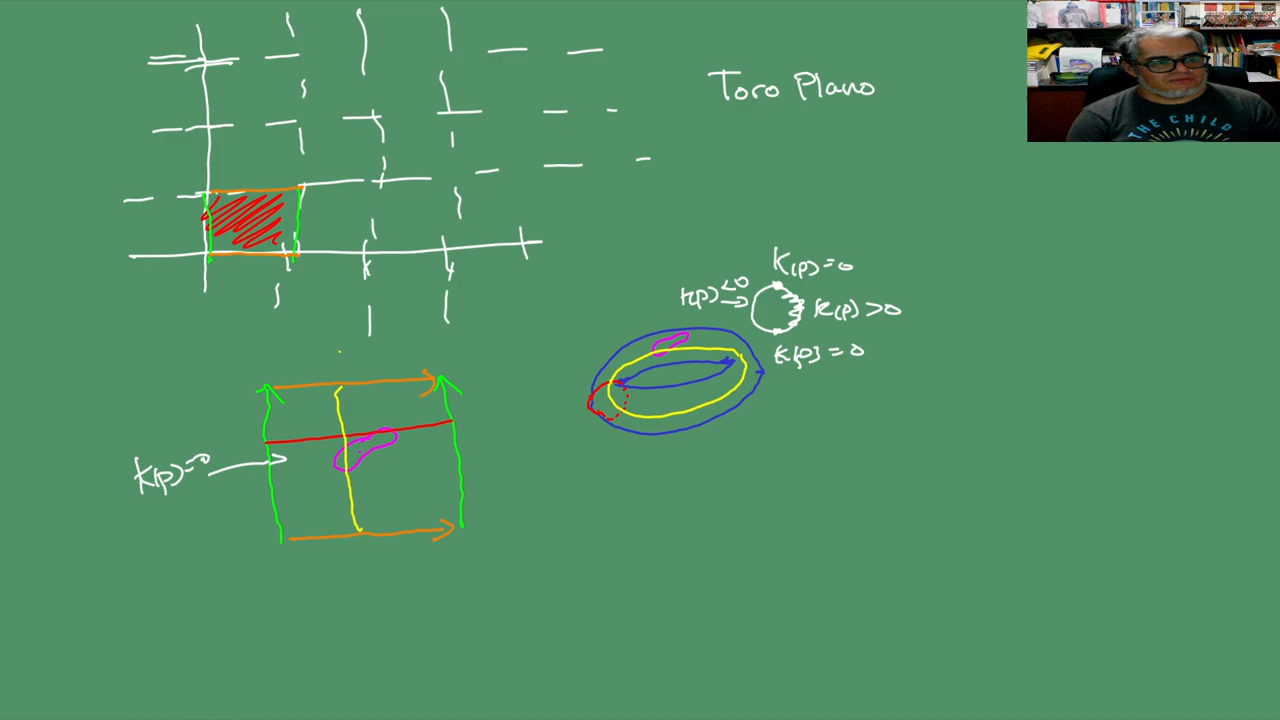 Toro Plano
THE CHILD
K(p)=0
K(p)<0
K(p)>0
K(p)=0
K(p)=0